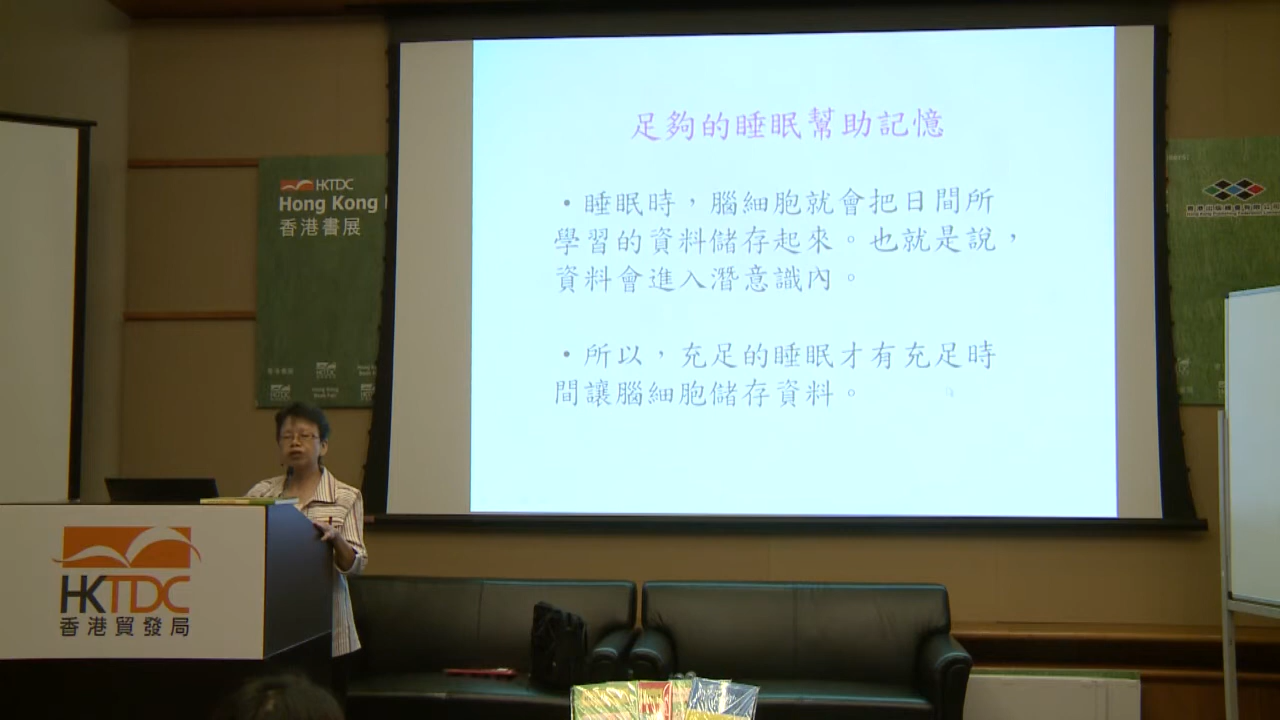 足夠的睡眠幫助記憶
・睡眠時，腦細胞就會把日間所
學習的資料儲存起來。也就是說，
資料會進入潛意識內。
・所以，充足的睡眠才有充足時
間讓腦細胞儲存資料。
HKTDC
Hong Kong
香港書展
HKTDC
香港貿發局